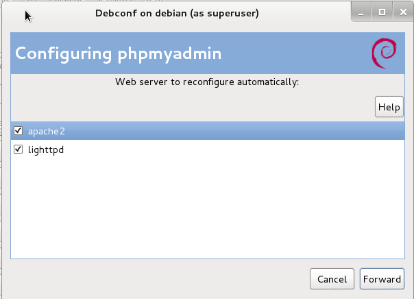 Debconf on debian (as superuser)
Configuring phpmyadmin
Web server to reconfigure automatically:
Help
apache2
lighttpd
Cancel
Forward